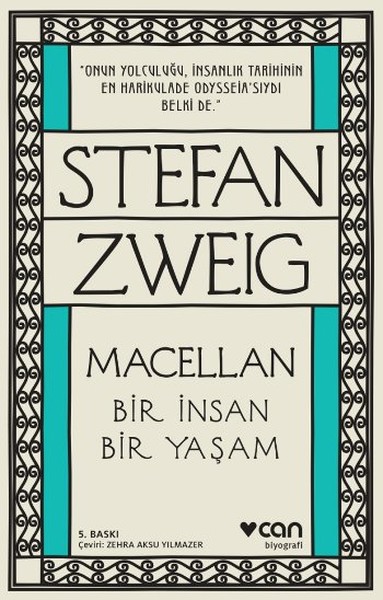 "ONUN YOLCULUĞU, İNSANLIK TARİHİNİN
EN HARİKULADE ODYSSEİA'SIYDI
BELKİ DE."
STEFAN
ZWEIG
MACELLAN
BİR İNSAN
BİR YAŞAM
5. BASKI
Çeviri: ZEHRA AKSU YILMAZER
can
biyografi